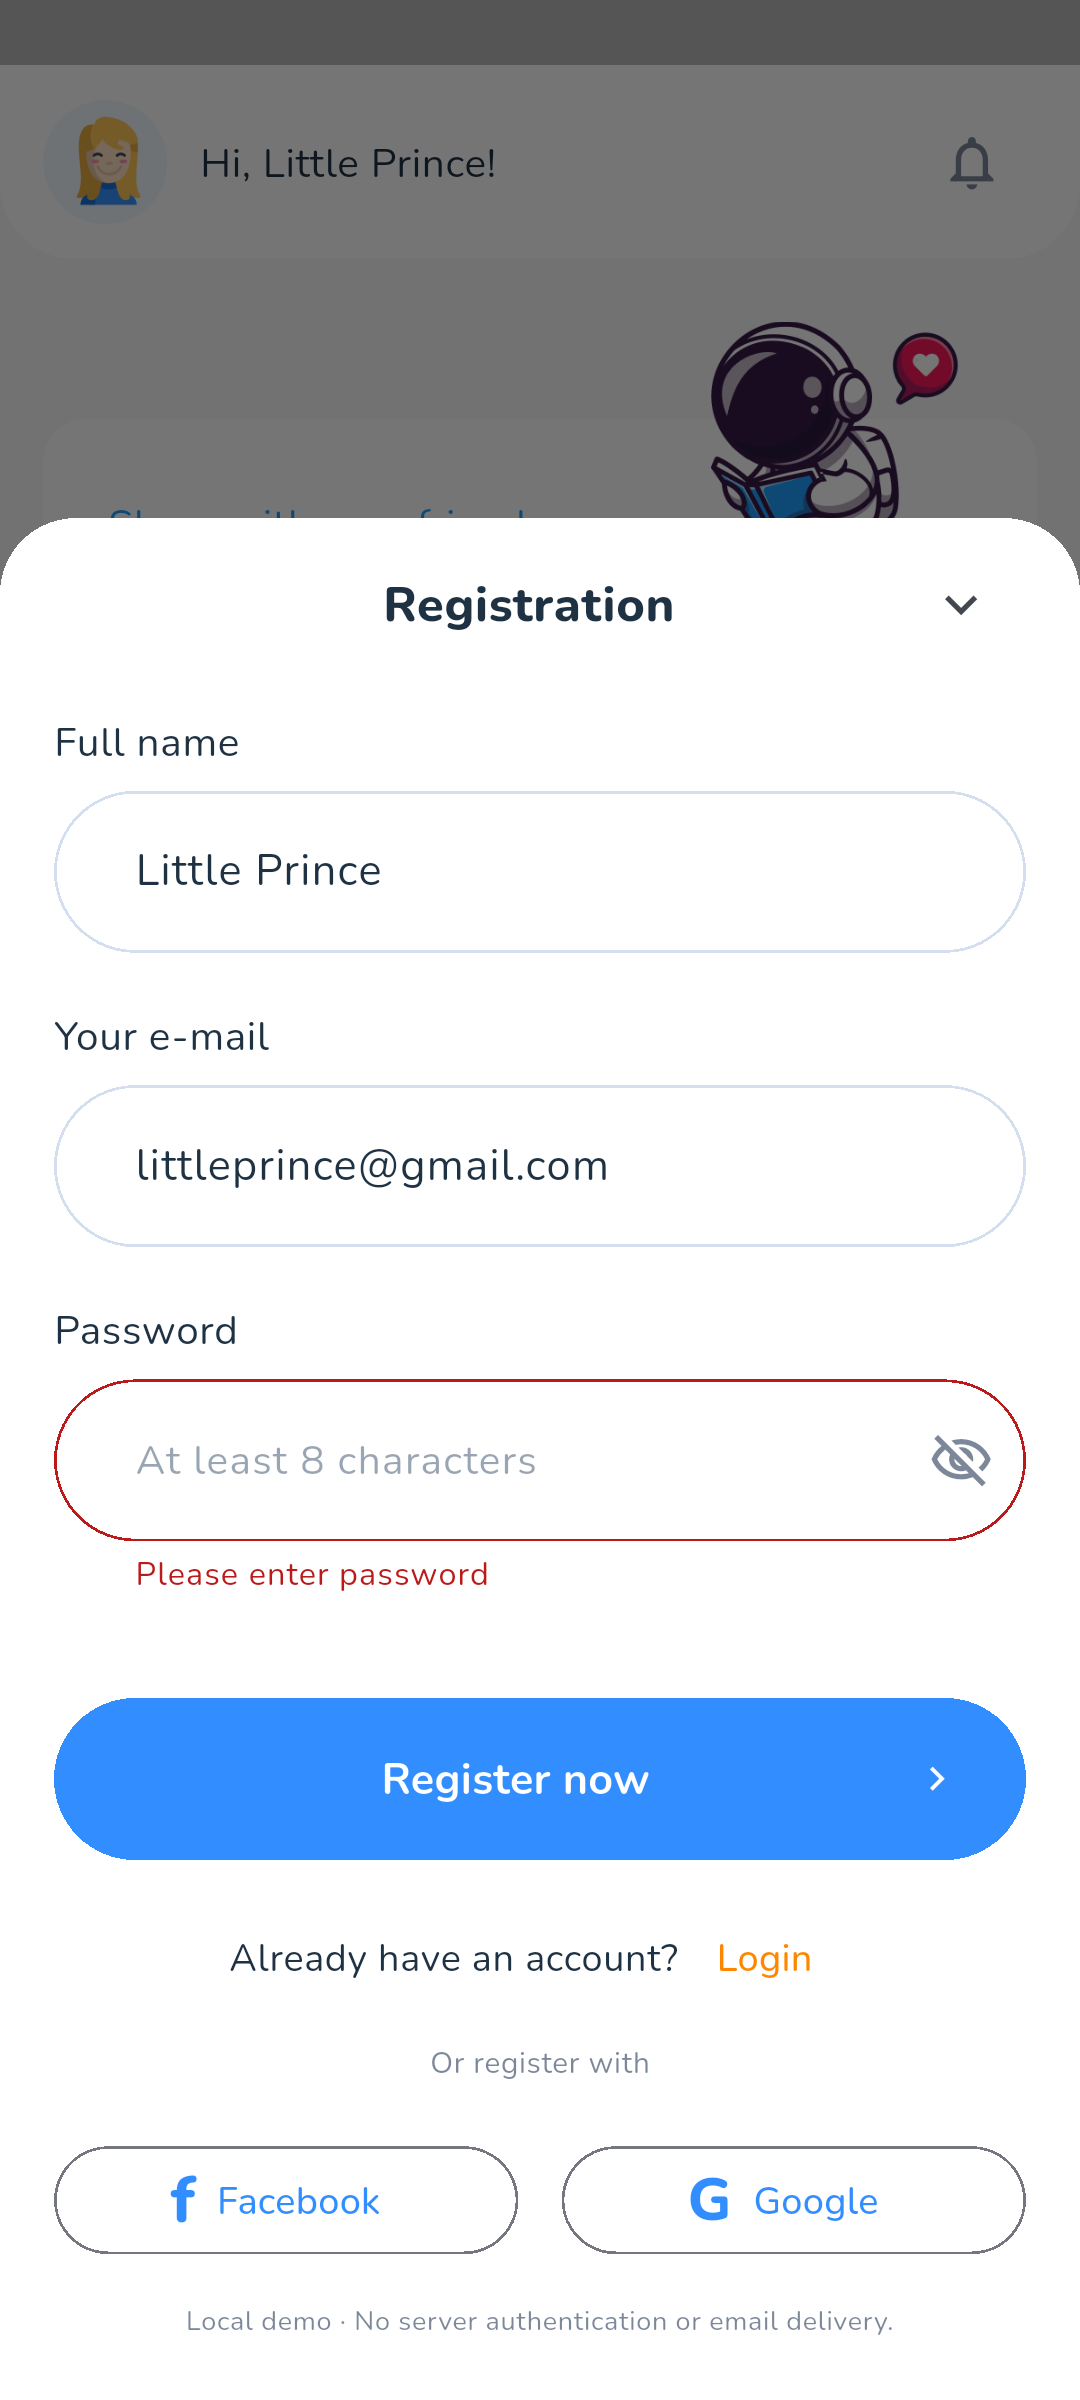 Hi, Little Prince!
Registration
Full name
Little Prince
Your e-mail
littleprince@gmail.com
Password
At least 8 characters
Please enter password
Register now
Already have an account? Login
Or register with
f Facebook
G Google
Local demo · No server authentication or email delivery.